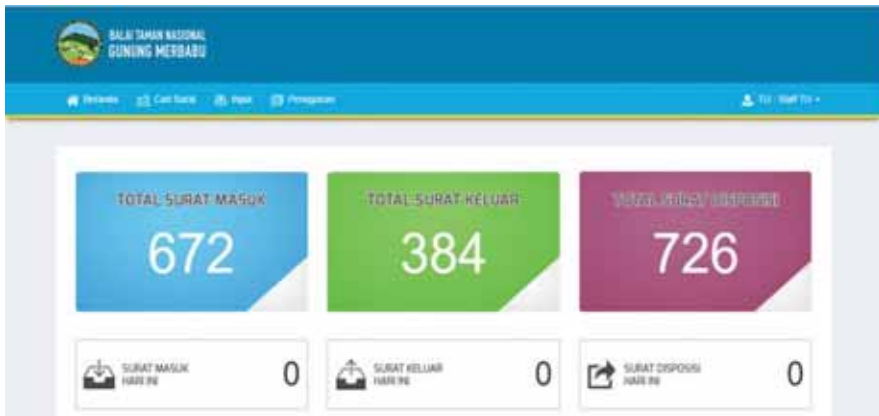 BALAI TAMAN NASIONAL
GUNUNG MERBABU
Beranda Cari Surat Input Penugasan
TU : Staff TU
TOTAL SURAT MASUK
672
TOTAL SURAT KELUAR
384
TOTAL SURAT DISPOSISI
726
SURAT MASUK
HARI INI
0
SURAT KELUAR
HARI INI
0
SURAT DISPOSISI
HARI INI
0